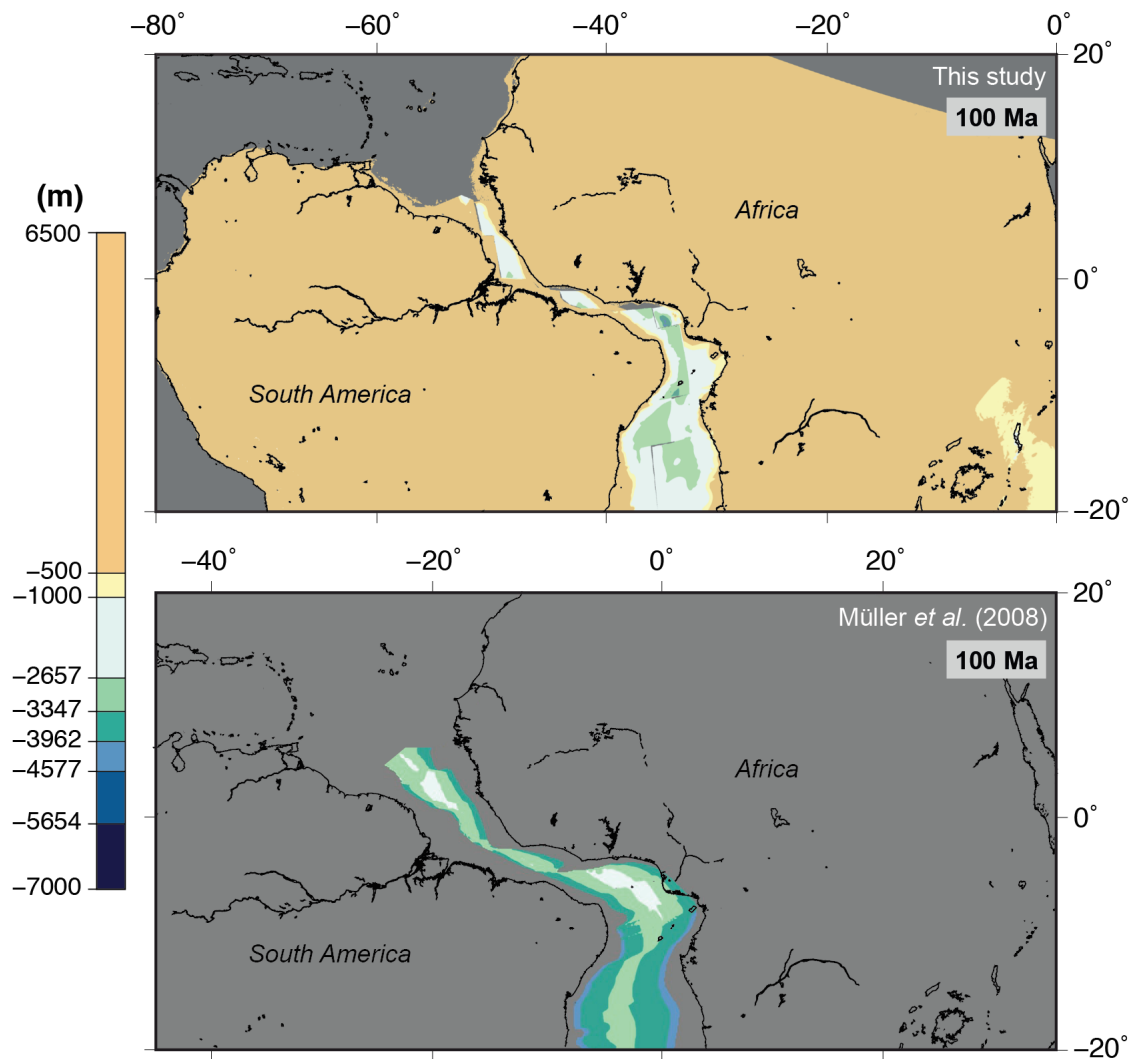 −80˚ −60˚ −40˚ −20˚ 0˚
20˚
This study
100 Ma
(m)
6500
Africa
0˚
South America
−20˚
−40˚ −20˚ 0˚ 20˚
−500
−1000
20˚
Müller et al. (2008)
100 Ma
−2657
−3347
−3962
−4577
−5654
−7000
Africa
0˚
South America
−20˚